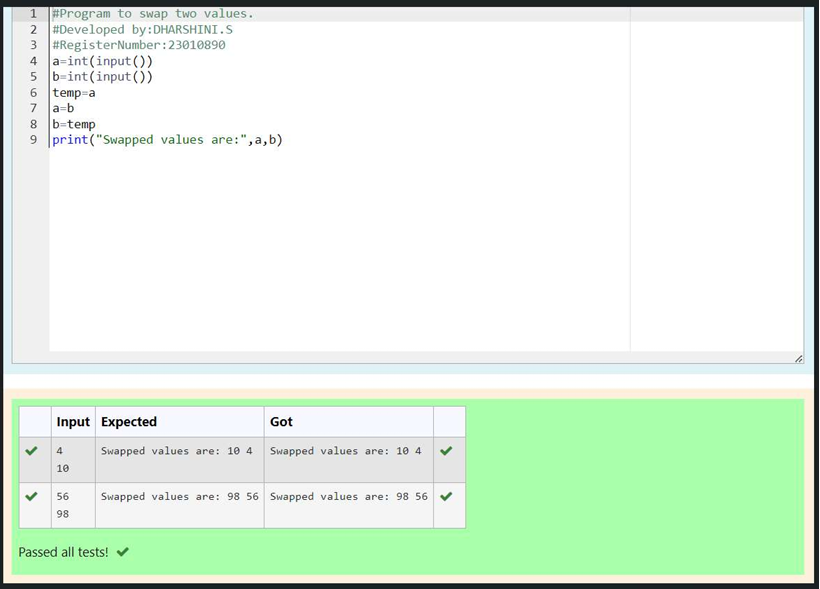 1 #Program to swap two values.
2 #Developed by:DHARSHINI.S
3 #RegisterNumber:23010890
4 a=int(input())
5 b=int(input())
6 temp=a
7 a=b
8 b=temp
9 print("Swapped values are:",a,b)
Input Expected Got
4 Swapped values are: 10 4 Swapped values are: 10 4
10
56 Swapped values are: 98 56 Swapped values are: 98 56
98
Passed all tests!